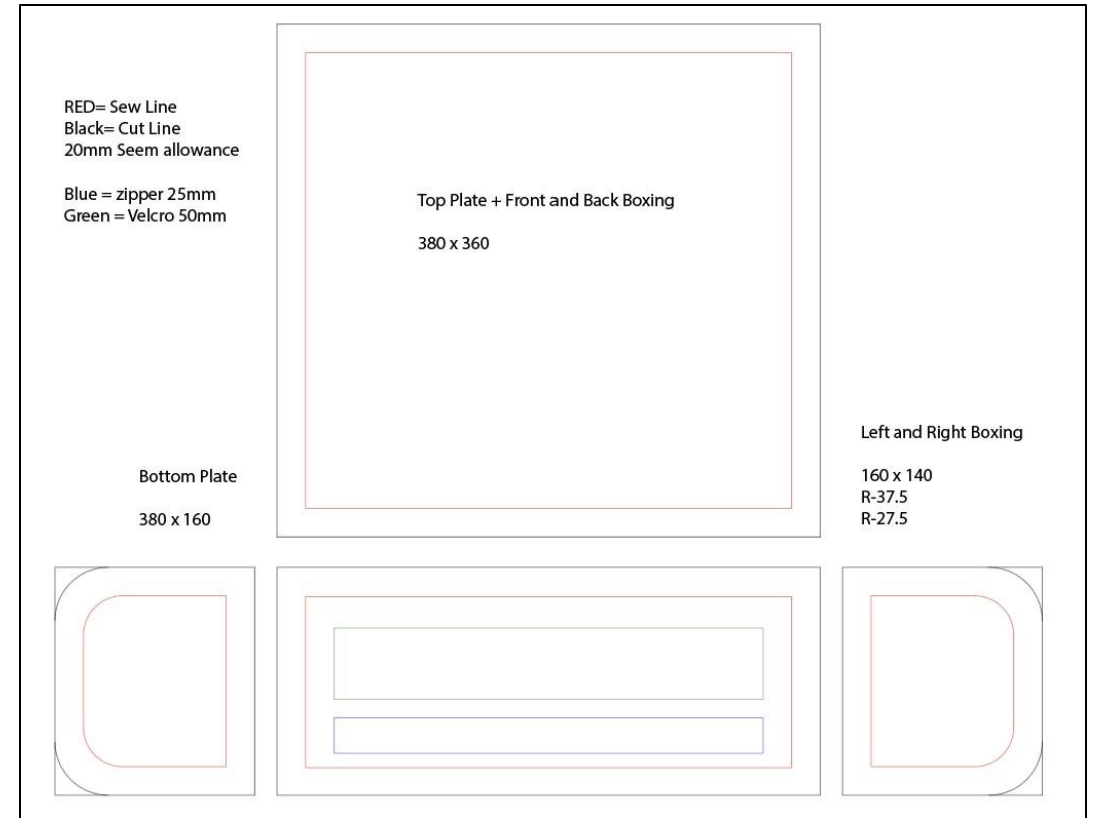 RED= Sew Line
Black= Cut Line
20mm Seem allowance
Blue = zipper 25mm
Green = Velcro 50mm
Top Plate + Front and Back Boxing
380 x 360
Left and Right Boxing
160 x 140
R-37.5
R-27.5
Bottom Plate
380 x 160